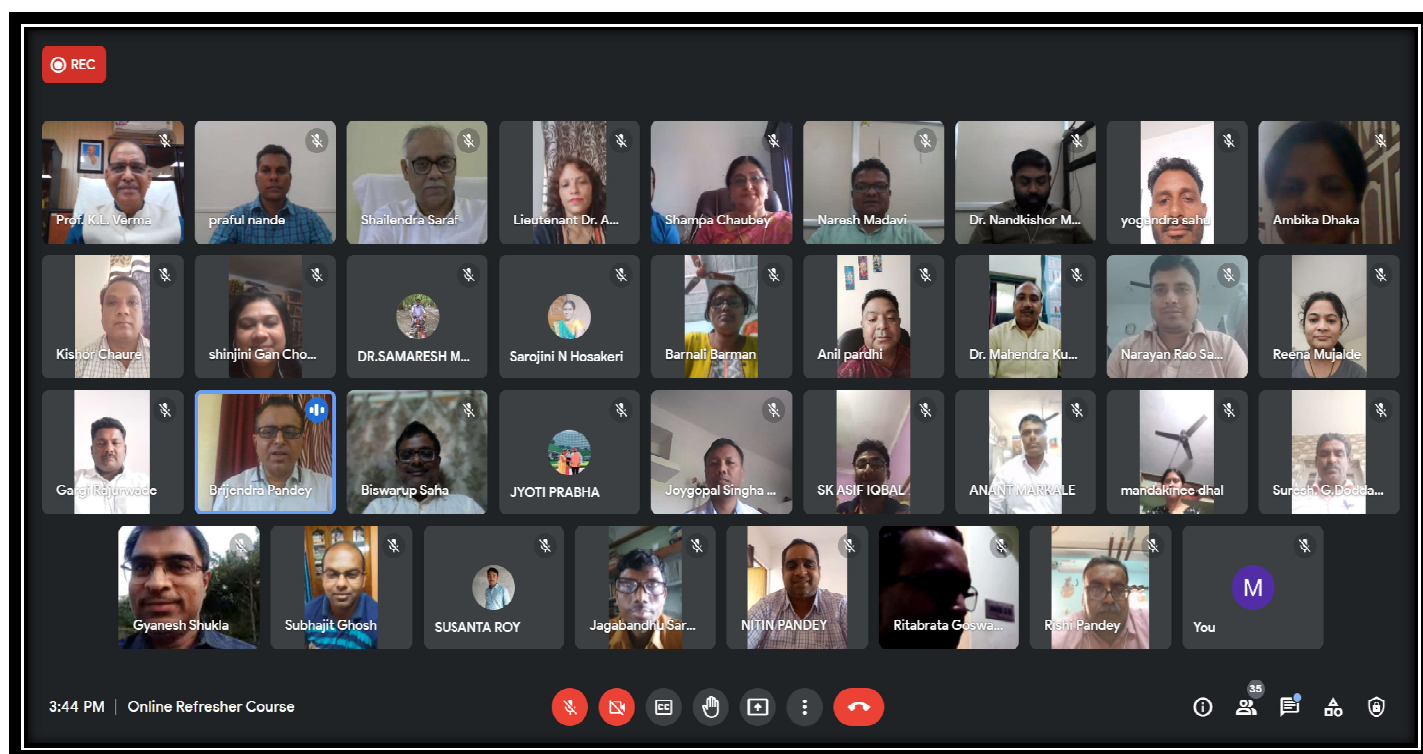 REC
Prof. K.L. Verma
praful nande
Shailendra Saraf
Lieutenant Dr. A...
Shampa Chaubey
Naresh Madavi
Dr. Nandkishor M...
yogendra sahu
Ambika Dhaka
Kishor Chaure
shinjini Gan Cho...
DR.SAMARESH M...
Sarojini N Hosakeri
Barnali Barman
Anil pardhi
Dr. Mahendra Ku...
Narayan Rao Sa...
Reena Mujalde
Gargi Rajurwade
Brijendra Pandey
Biswarup Saha
JYOTI PRABHA
Joygopal Singha ...
SK ASIF IQBAL
ANANT MARKALE
mandakinee dhal
Suresh. G.Dodda...
Gyanesh Shukla
Subhajit Ghosh
SUSANTA ROY
Jagabandhu Sar...
NITIN PANDEY
Ritabrata Goswa...
Rishi Pandey
M
You
3:44 PM | Online Refresher Course
CC
35